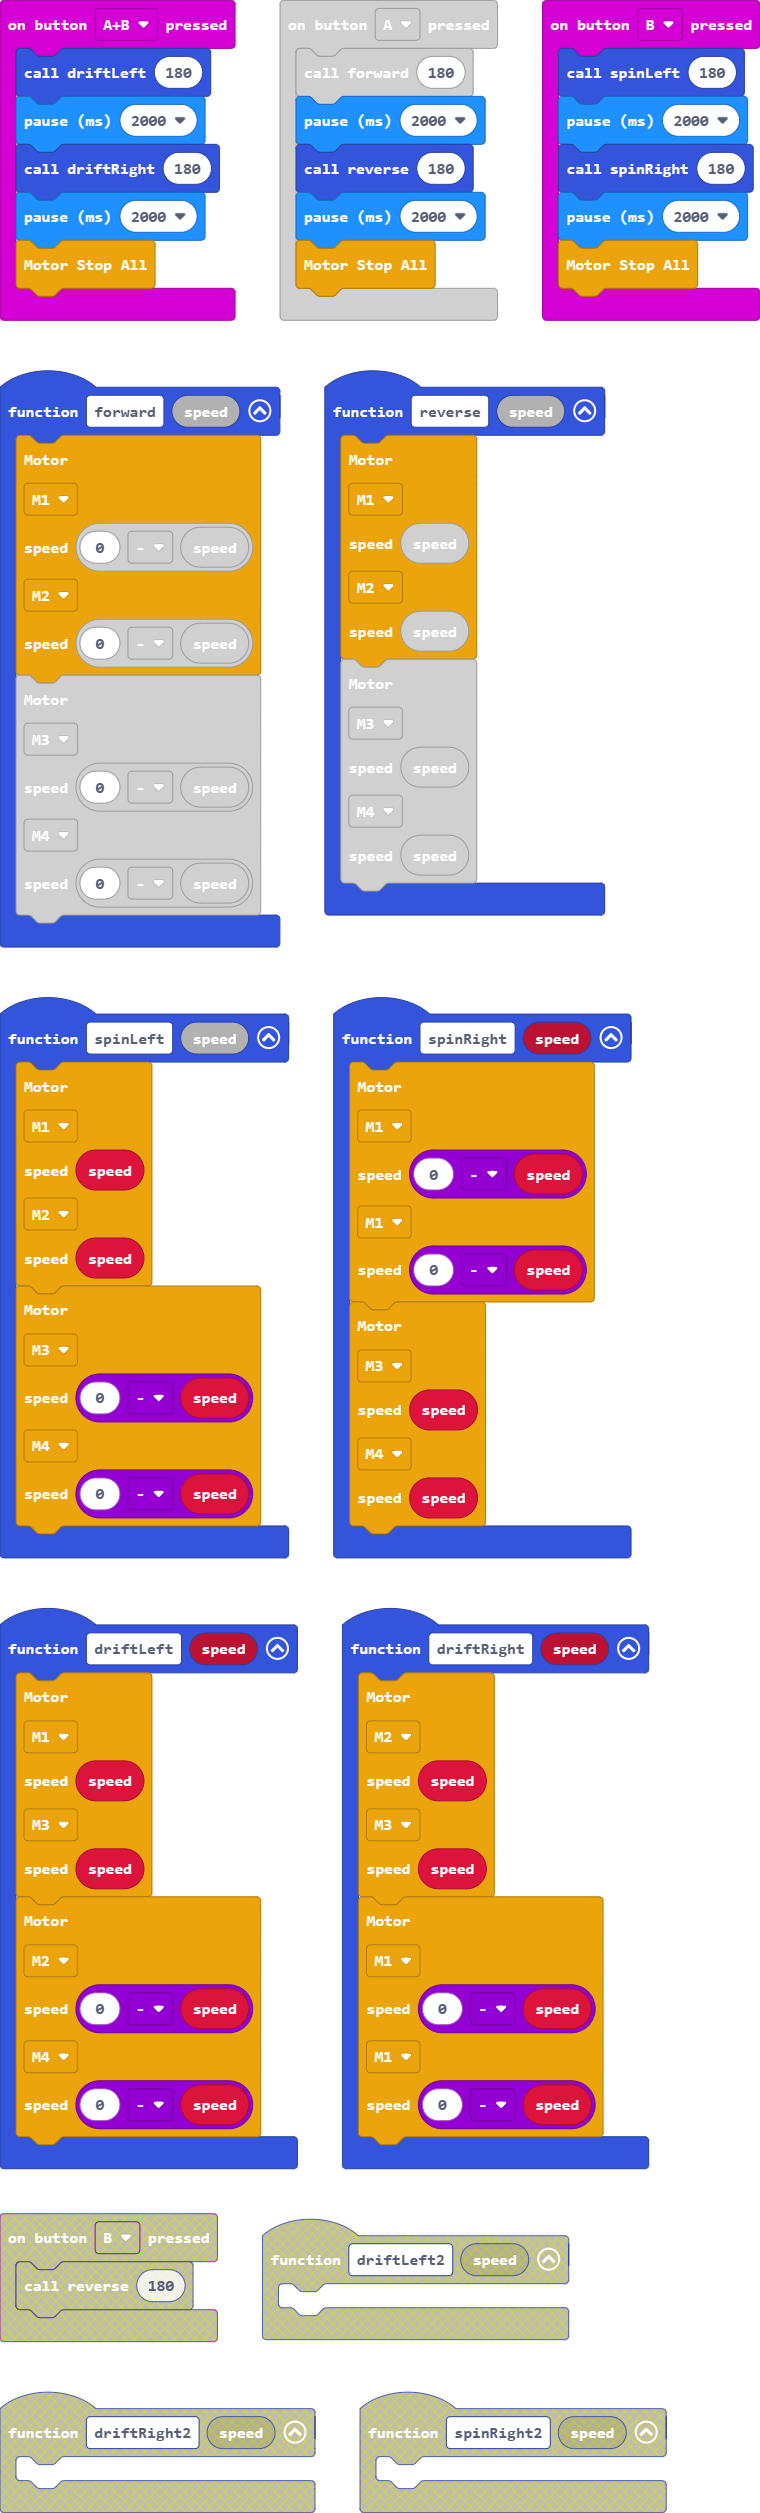 on button A+B pressed
call driftLeft 180
pause (ms) 2000
call driftRight 180
pause (ms) 2000
Motor Stop All
on button A pressed
call forward 180
pause (ms) 2000
call reverse 180
pause (ms) 2000
Motor Stop All
on button B pressed
call spinLeft 180
pause (ms) 2000
call spinRight 180
pause (ms) 2000
Motor Stop All
function forward speed
Motor
M1
speed 0 - speed
M2
speed 0 - speed
Motor
M3
speed 0 - speed
M4
speed 0 - speed
function reverse speed
Motor
M1
speed speed
M2
speed speed
Motor
M3
speed speed
M4
speed speed
function spinLeft speed
Motor
M1
speed speed
M2
speed speed
Motor
M3
speed 0 - speed
M4
speed 0 - speed
function spinRight speed
Motor
M1
speed 0 - speed
M1
speed 0 - speed
Motor
M3
speed speed
M4
speed speed
function driftLeft speed
Motor
M1
speed speed
M3
speed speed
Motor
M2
speed 0 - speed
M4
speed 0 - speed
function driftRight speed
Motor
M2
speed speed
M3
speed speed
Motor
M1
speed 0 - speed
M1
speed 0 - speed
on button B pressed
call reverse 180
function driftLeft2 speed
function driftRight2 speed
function spinRight2 speed